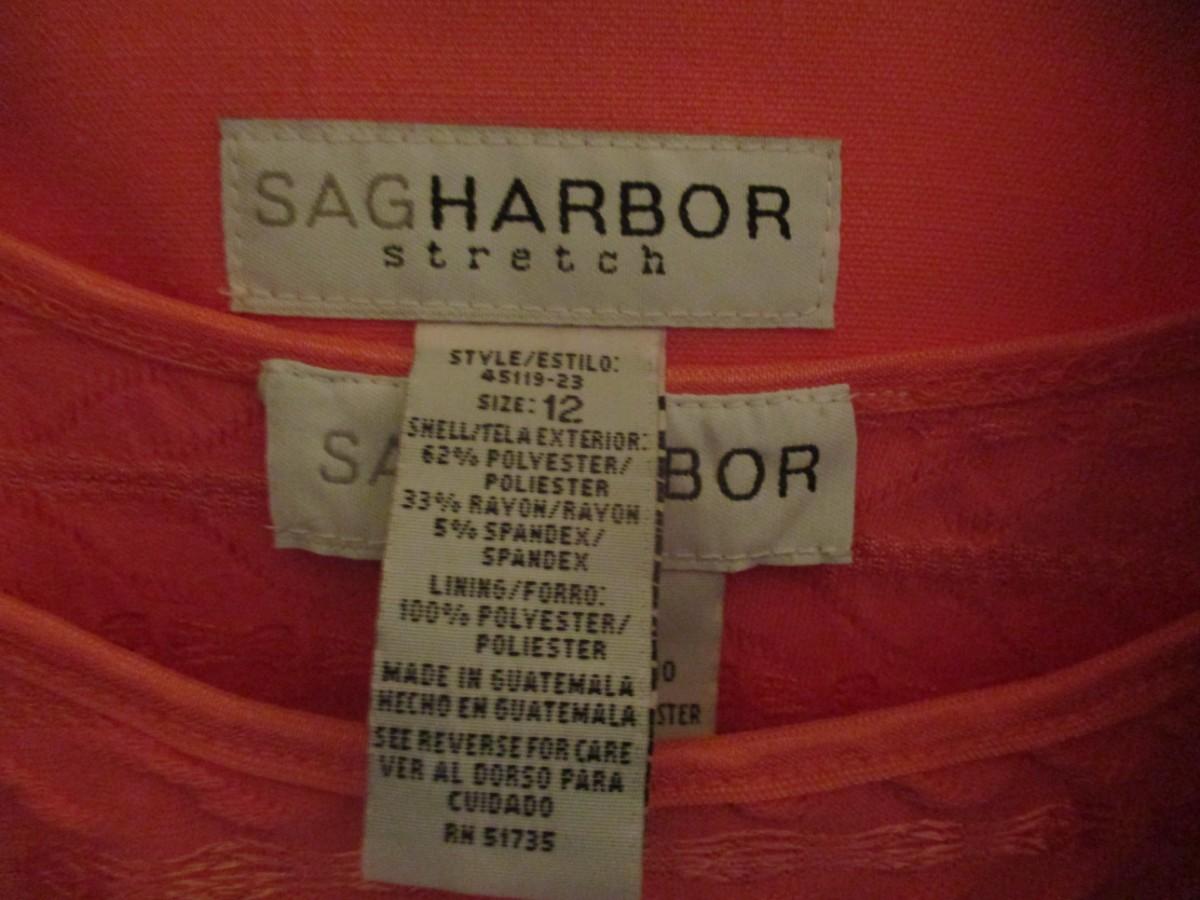 SAGHARBOR
stretch
STYLE/ESTILO:
45119-23
SIZE: 12
SHELL/TELA EXTERIOR:
62% POLYESTER/
POLIESTER
33% RAYON/RAYON
5% SPANDEX/
SPANDEX
LINING/FORRO:
100% POLYESTER/
POLIESTER
MADE IN GUATEMALA
HECHO EN GUATEMALA
SEE REVERSE FOR CARE
VER AL DORSO PARA
CUIDADO
RN 51735
SA BOR
0
STER